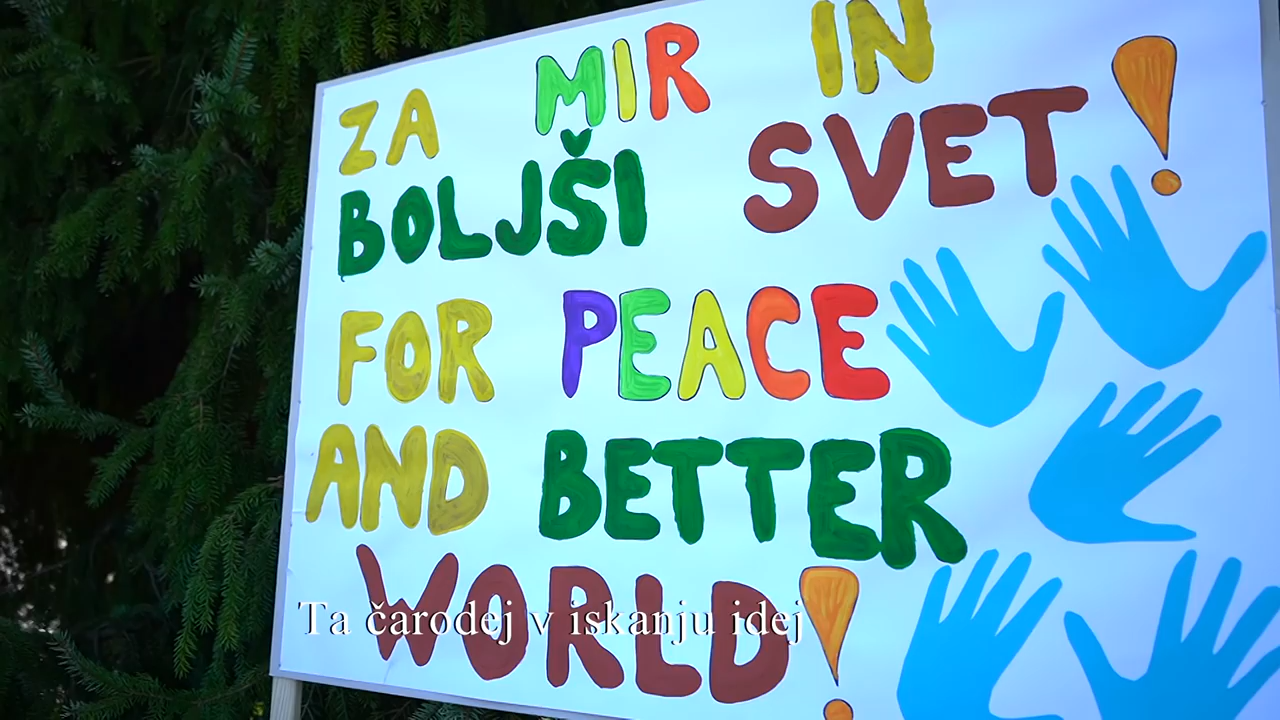 ZA MIR IN
BOLJŠI SVET!
FOR PEACE
AND BETTER
WORLD!
Ta čarodej v iskanju idej